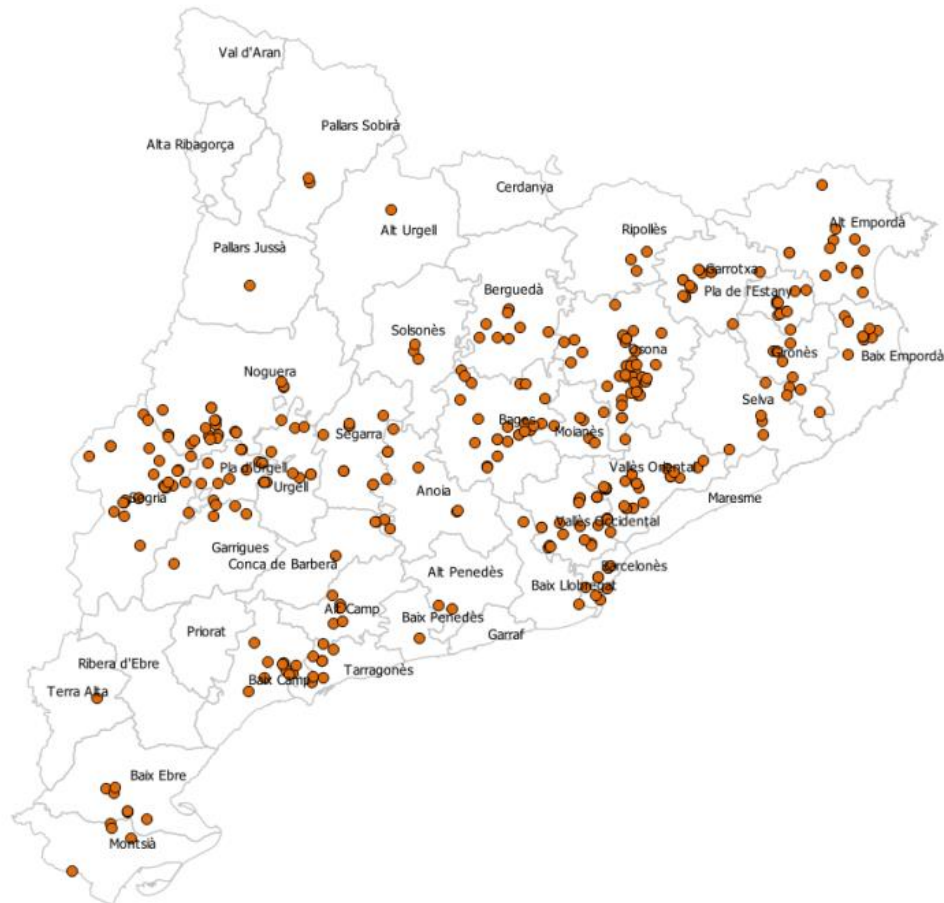 Val d'Aran
Pallars Sobirà
Alta Ribagorça
Cerdanya
Alt Urgell
Ripollès
Alt Empordà
Pallars Jussà
Garrotxa
Berguedà
Pla de l'Estany
Solsonès
Osona
Gironès
Baix Empordà
Noguera
Selva
Bages
Segarra
Moianès
Pla d'Urgell
Vallès Oriental
Urgell
Anoia
Segrià
Maresme
Vallès Occidental
Garrigues
Conca de Barberà
Barcelonès
Alt Penedès
Baix Llobregat
Alt Camp
Baix Penedès
Priorat
Garraf
Ribera d'Ebre
Tarragonès
Baix Camp
Terra Alta
Baix Ebre
Montsià